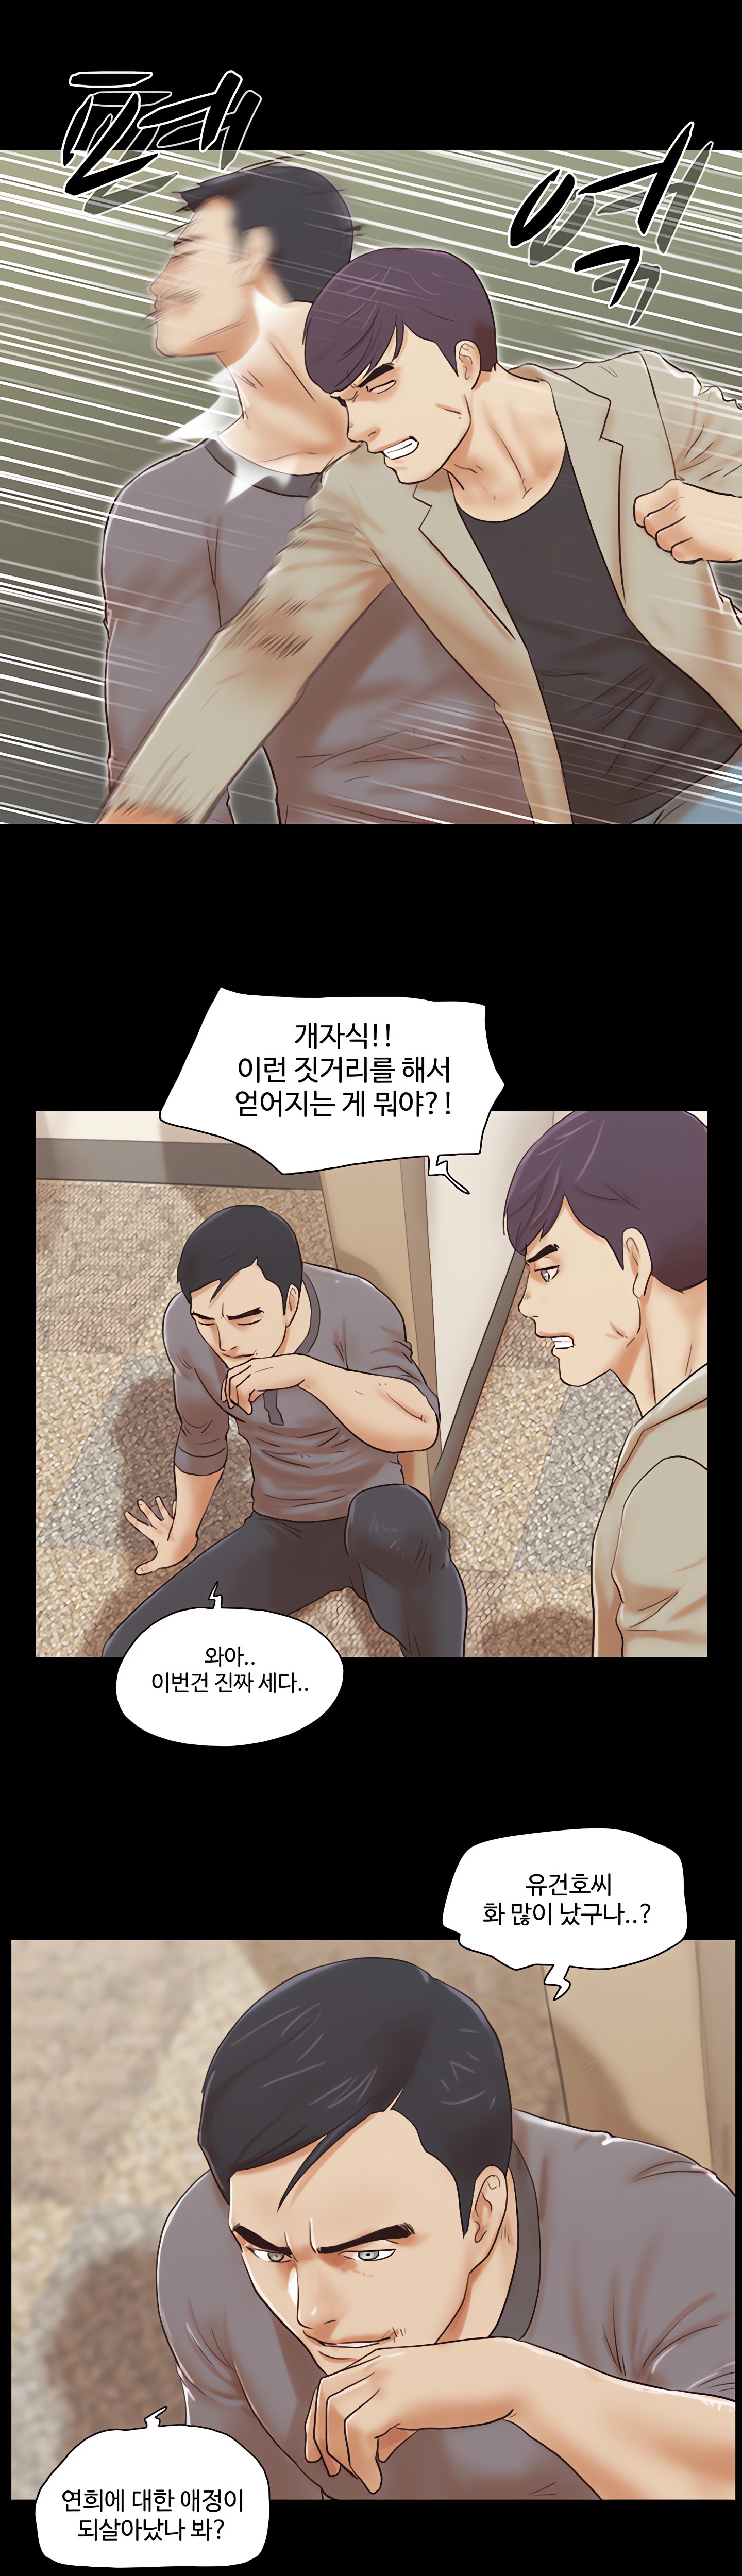 퍽
개자식!!
이런 짓거리를 해서
얻어지는 게 뭐야?!
와아..
이번건 진짜 세다..
유건호씨
화 많이 났구나..?
연희에 대한 애정이
되살아났나 봐?